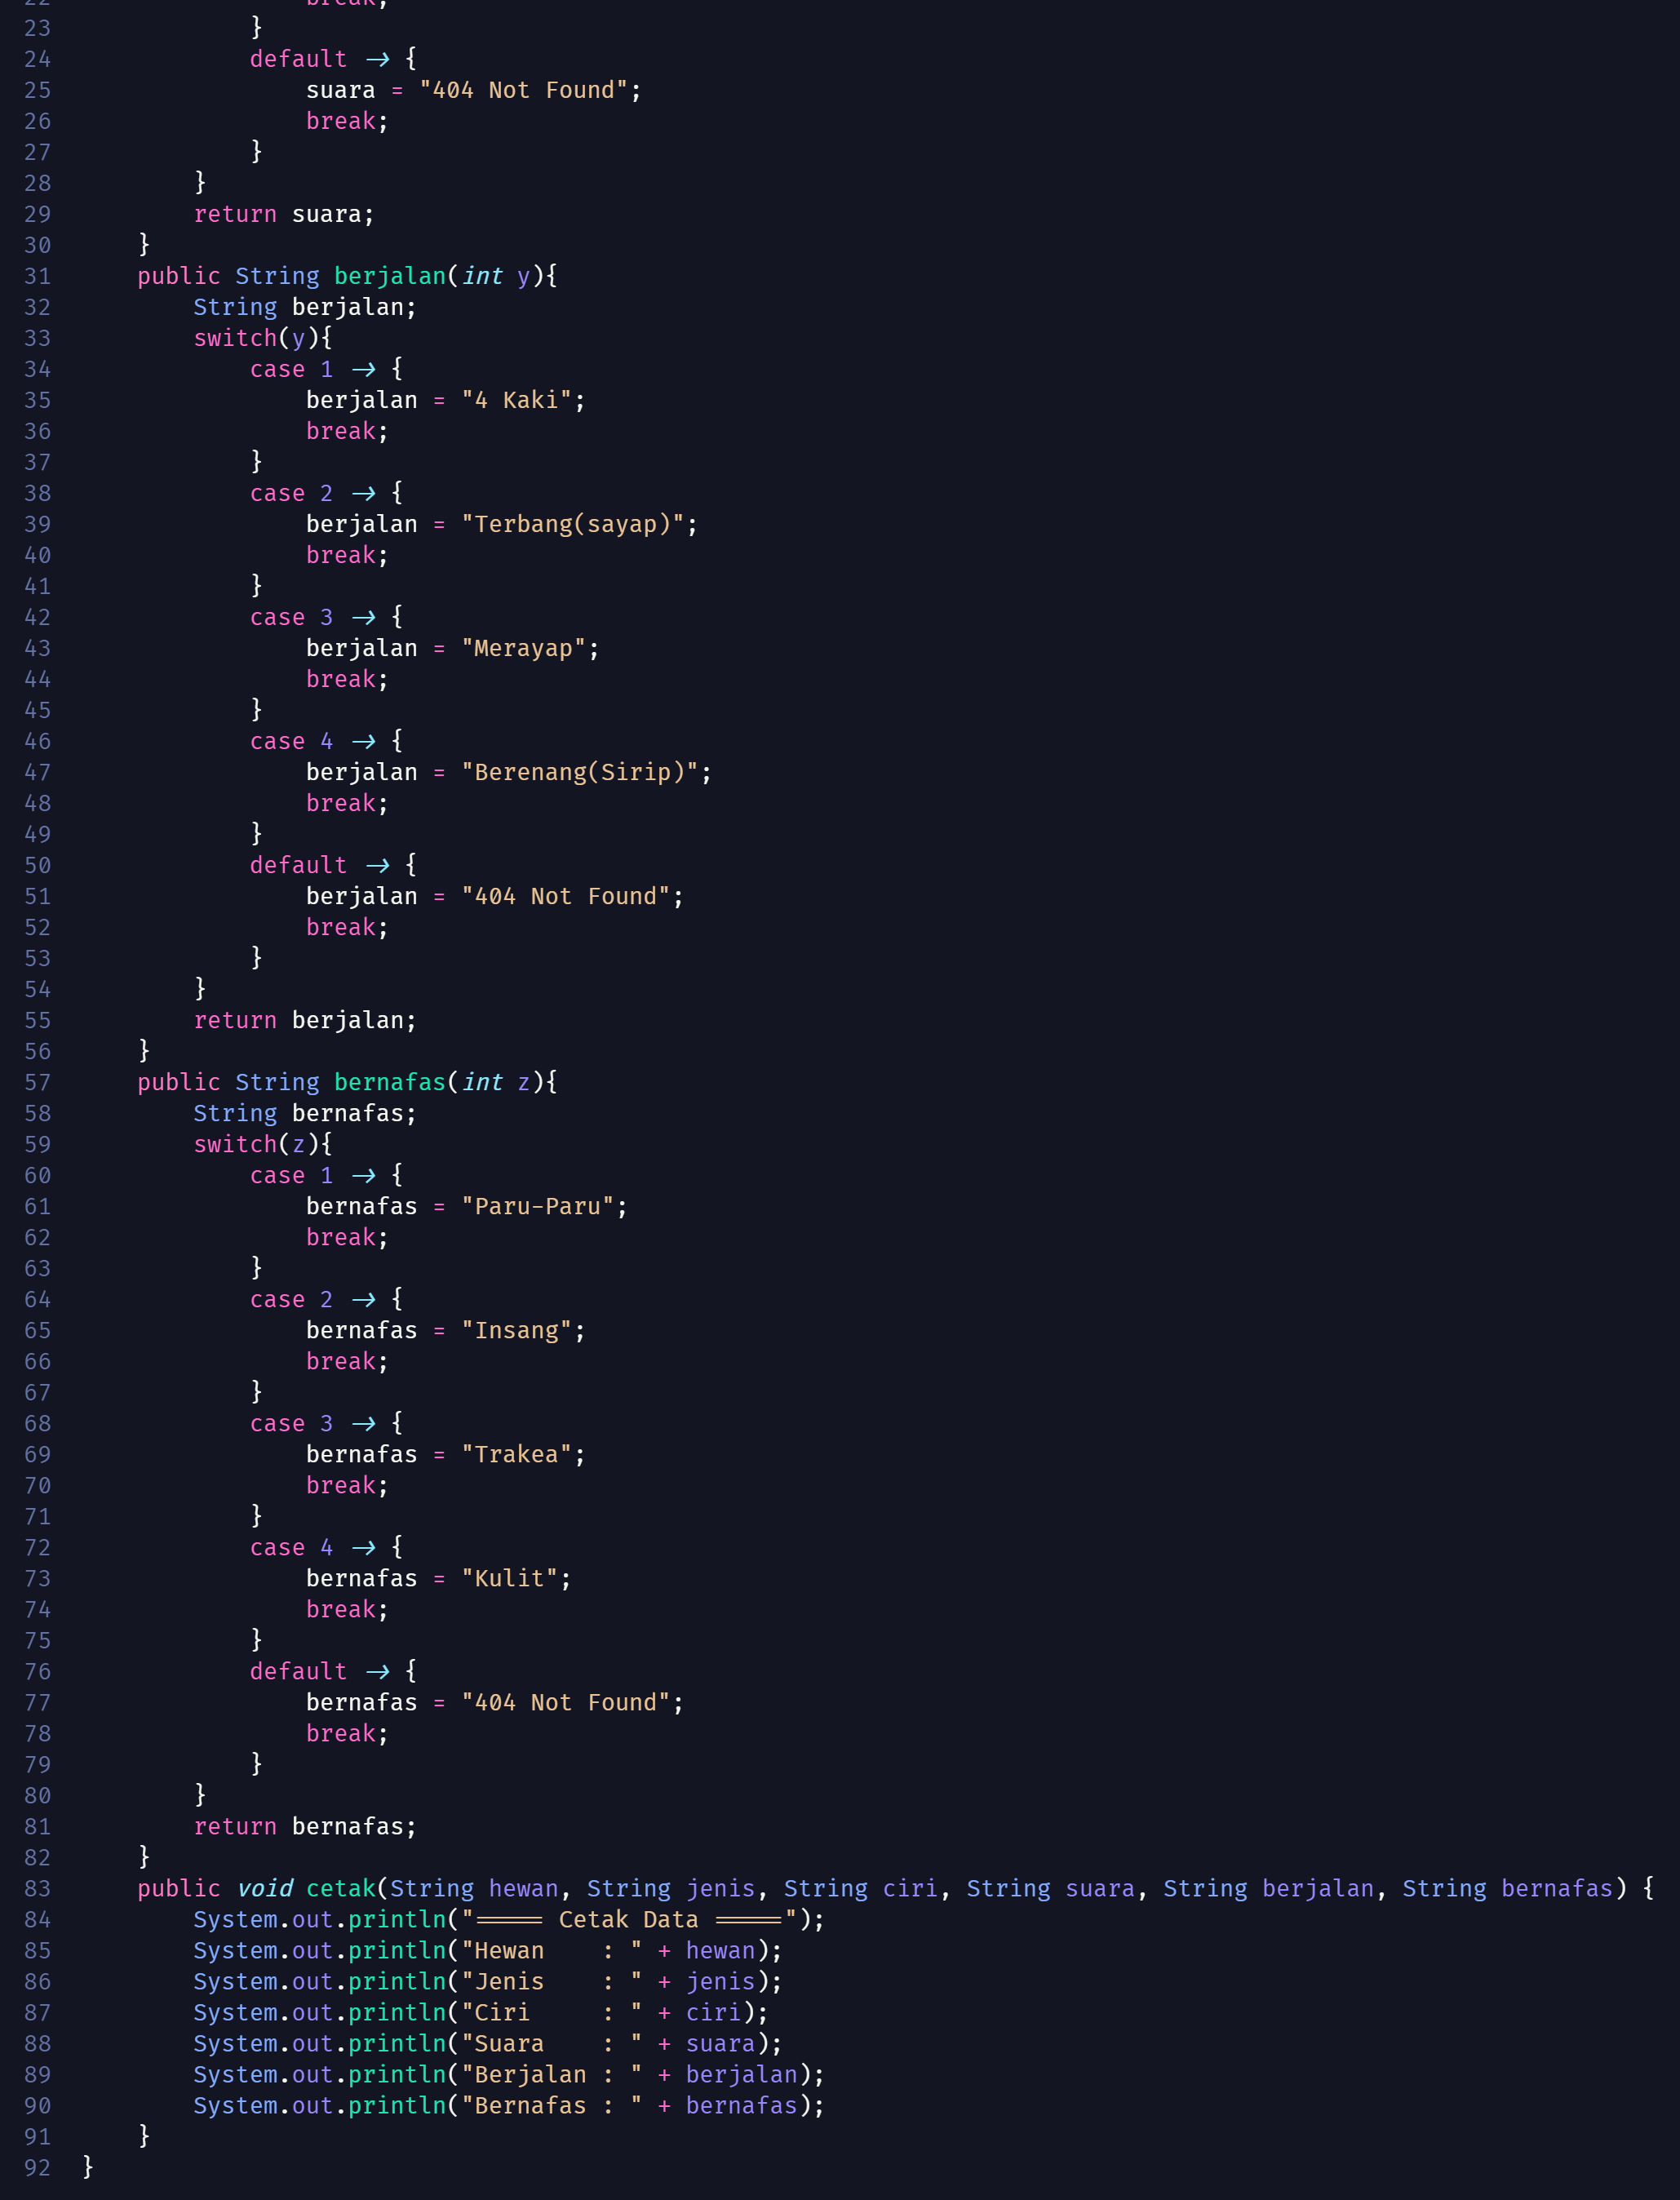 22                  break;
23              }
24              default -> {
25                  suara = "404 Not Found";
26                  break;
27              }
28          }
29          return suara;
30      }
31      public String berjalan(int y){
32          String berjalan;
33          switch(y){
34              case 1 -> {
35                  berjalan = "4 Kaki";
36                  break;
37              }
38              case 2 -> {
39                  berjalan = "Terbang(sayap)";
40                  break;
41              }
42              case 3 -> {
43                  berjalan = "Merayap";
44                  break;
45              }
46              case 4 -> {
47                  berjalan = "Berenang(Sirip)";
48                  break;
49              }
50              default -> {
51                  berjalan = "404 Not Found";
52                  break;
53              }
54          }
55          return berjalan;
56      }
57      public String bernafas(int z){
58          String bernafas;
59          switch(z){
60              case 1 -> {
61                  bernafas = "Paru-Paru";
62                  break;
63              }
64              case 2 -> {
65                  bernafas = "Insang";
66                  break;
67              }
68              case 3 -> {
69                  bernafas = "Trakea";
70                  break;
71              }
72              case 4 -> {
73                  bernafas = "Kulit";
74                  break;
75              }
76              default -> {
77                  bernafas = "404 Not Found";
78                  break;
79              }
80          }
81          return bernafas;
82      }
83      public void cetak(String hewan, String jenis, String ciri, String suara, String berjalan, String bernafas) {
84          System.out.println("===== Cetak Data =====");
85          System.out.println("Hewan    : " + hewan);
86          System.out.println("Jenis    : " + jenis);
87          System.out.println("Ciri     : " + ciri);
88          System.out.println("Suara    : " + suara);
89          System.out.println("Berjalan : " + berjalan);
90          System.out.println("Bernafas : " + bernafas);
91      }
92  }